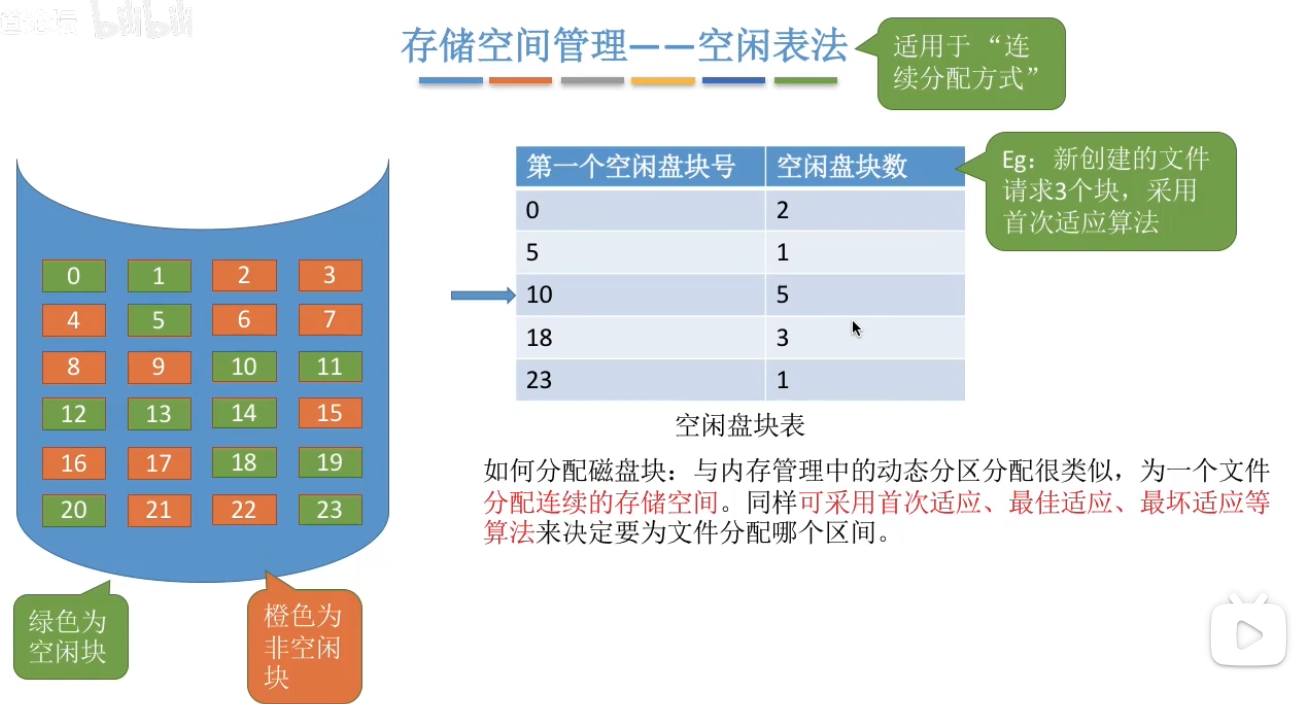 存储空间管理——空闲表法
适用于“连
续分配方式”
第一个空闲盘块号 空闲盘块数
0 2
5 1
10 5
18 3
23 1
Eg：新创建的文件
请求3个块，采用
首次适应算法
0 1 2 3
4 5 6 7
8 9 10 11
12 13 14 15
16 17 18 19
20 21 22 23
空闲盘块表
如何分配磁盘块：与内存管理中的动态分区分配很类似，为一个文件
分配连续的存储空间。同样可采用首次适应、最佳适应、最坏适应等
算法来决定要为文件分配哪个区间。
绿色为
空闲块
橙色为
非空闲
块